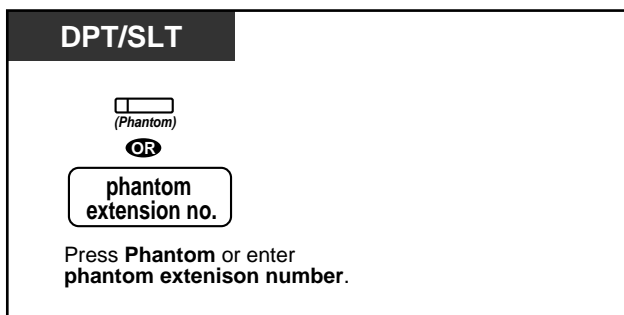 DPT/SLT
(Phantom)
OR
phantom
extension no.
Press Phantom or enter
phantom extenison number.